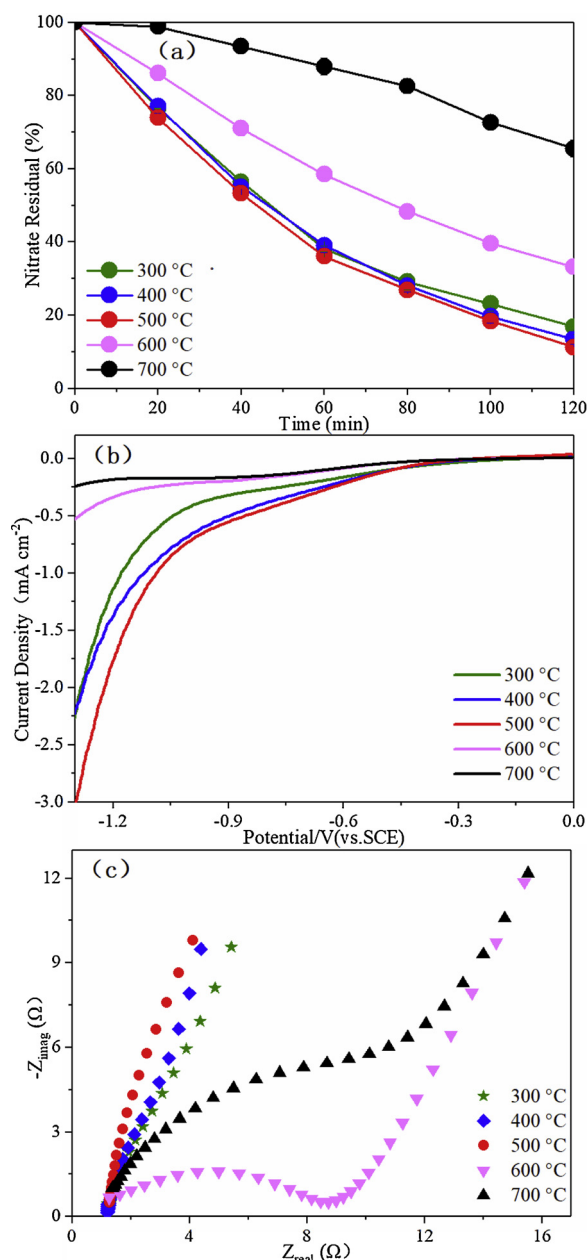 100
(a)
80
60
40
20
0
Nitrate Residual (%)
300 °C
400 °C
500 °C
600 °C
700 °C
0 20 40 60 80 100 120
Time (min)
(b)
0.0
-0.5
-1.0
-1.5
-2.0
-2.5
-3.0
Current Density (mA cm⁻²)
300 °C
400 °C
500 °C
600 °C
700 °C
-1.2 -0.9 -0.6 -0.3 0.0
Potential/V(vs.SCE)
(c)
-12
-9
-6
-3
0
-Zimag (Ω)
300 °C
400 °C
500 °C
600 °C
700 °C
0 4 8 12 16
Zreal (Ω)